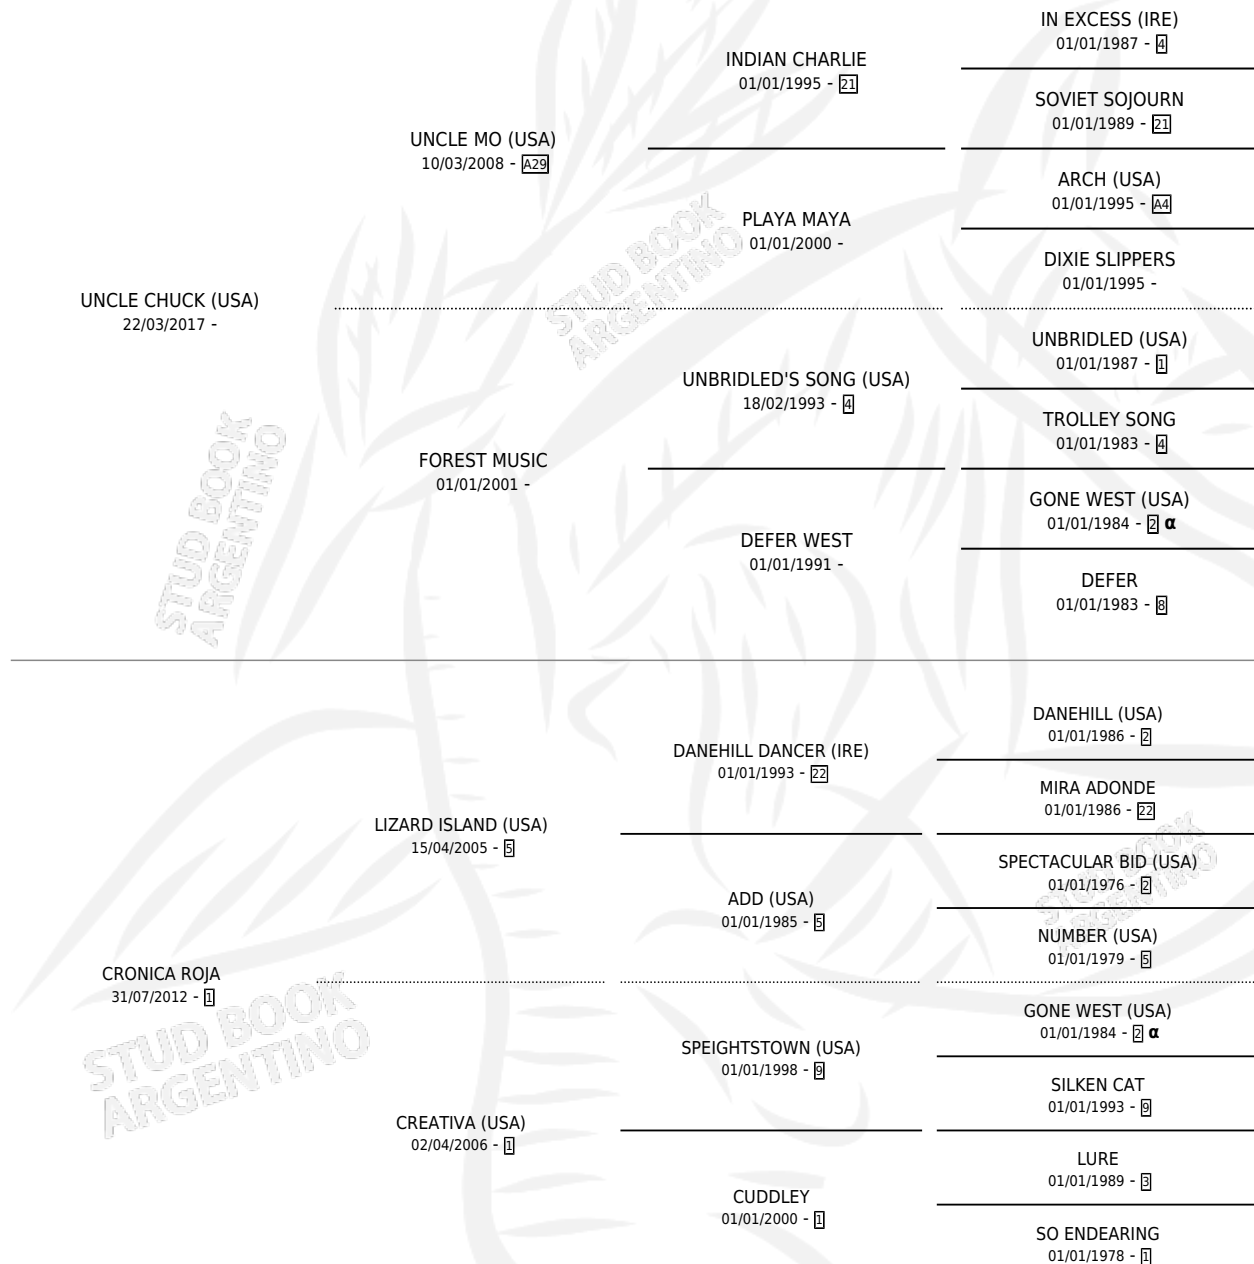 IN EXCESS (IRE)
01/01/1987 - 4
INDIAN CHARLIE
01/01/1995 - 21
SOVIET SOJOURN
01/01/1989 - 21
UNCLE MO (USA)
10/03/2008 - A29
ARCH (USA)
01/01/1995 - A4
PLAYA MAYA
01/01/2000 -
DIXIE SLIPPERS
01/01/1995 -
UNCLE CHUCK (USA)
22/03/2017 -
UNBRIDLED (USA)
01/01/1987 - 1
UNBRIDLED'S SONG (USA)
18/02/1993 - 4
TROLLEY SONG
01/01/1983 - 4
FOREST MUSIC
01/01/2001 -
GONE WEST (USA)
01/01/1984 - 2 α
DEFER WEST
01/01/1991 -
DEFER
01/01/1983 - 8
DANEHILL (USA)
01/01/1986 - 2
DANEHILL DANCER (IRE)
01/01/1993 - 22
MIRA ADONDE
01/01/1986 - 22
LIZARD ISLAND (USA)
15/04/2005 - 5
SPECTACULAR BID (USA)
01/01/1976 - 2
ADD (USA)
01/01/1985 - 5
NUMBER (USA)
01/01/1979 - 5
CRONICA ROJA
31/07/2012 - 1
GONE WEST (USA)
01/01/1984 - 2 α
SPEIGHTSTOWN (USA)
01/01/1998 - 9
SILKEN CAT
01/01/1993 - 9
CREATIVA (USA)
02/04/2006 - 1
LURE
01/01/1989 - 3
CUDDLEY
01/01/2000 - 1
SO ENDEARING
01/01/1978 - 1
STUD BOOK
ARGENTINO
STUD BOOK
ARGENTINO
STUD BOOK
ARGENTINO
STUD BOOK
ARGENTINO